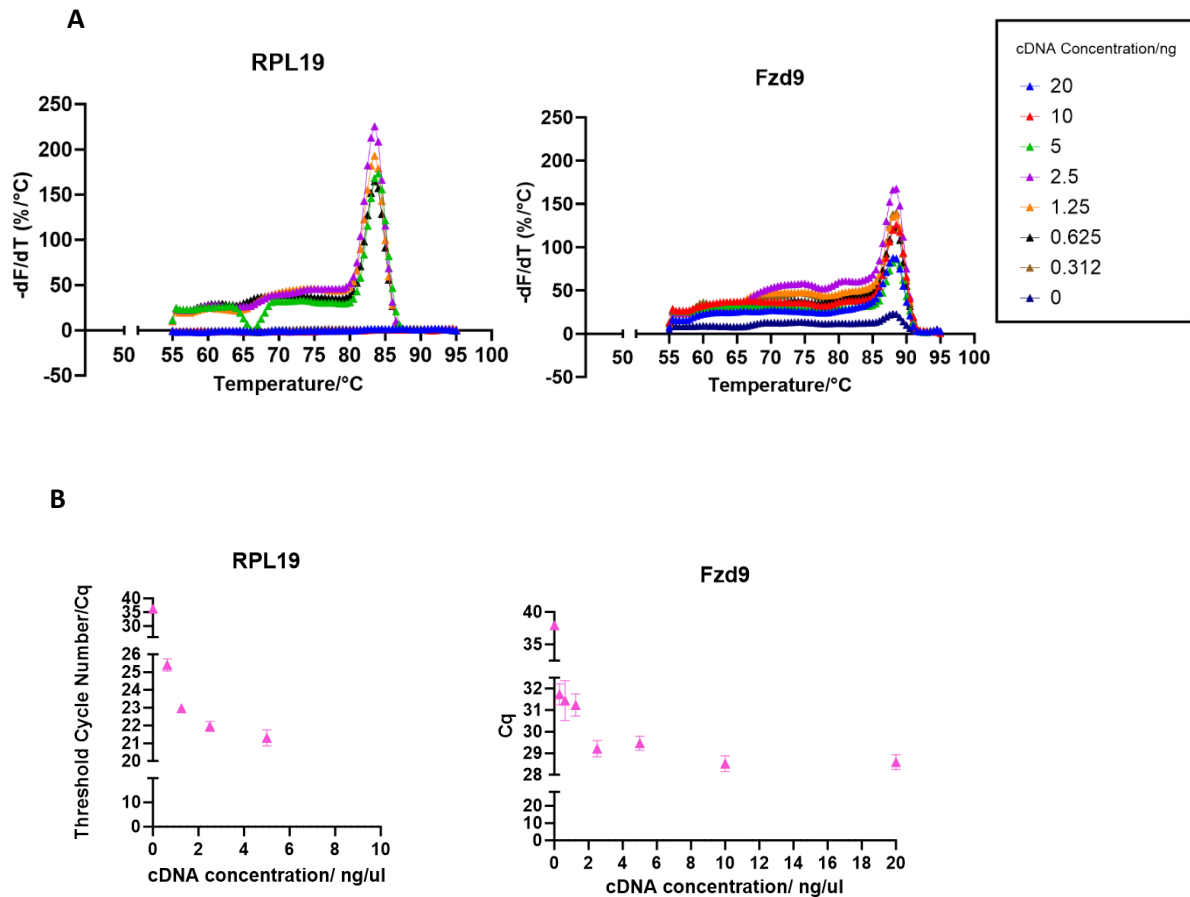 A
RPL19
-dF/dT (%/°C)
250
200
150
100
50
0
-50
50
55 60 65 70 75 80 85 90 95 100
Temperature/°C
Fzd9
-dF/dT (%/°C)
250
200
150
100
50
0
-50
50
55 60 65 70 75 80 85 90 95 100
Temperature/°C
cDNA Concentration/ng
20
10
5
2.5
1.25
0.625
0.312
0
B
RPL19
Threshold Cycle Number/Cq
40
35
30
26
25
24
23
22
21
20
10
0
0 2 4 6 8 10
cDNA concentration/ ng/ul
Fzd9
Cq
40
35
32
31
30
29
28
20
10
0
0 2 4 6 8 10 12 14 16 18 20
cDNA concentration/ ng/ul